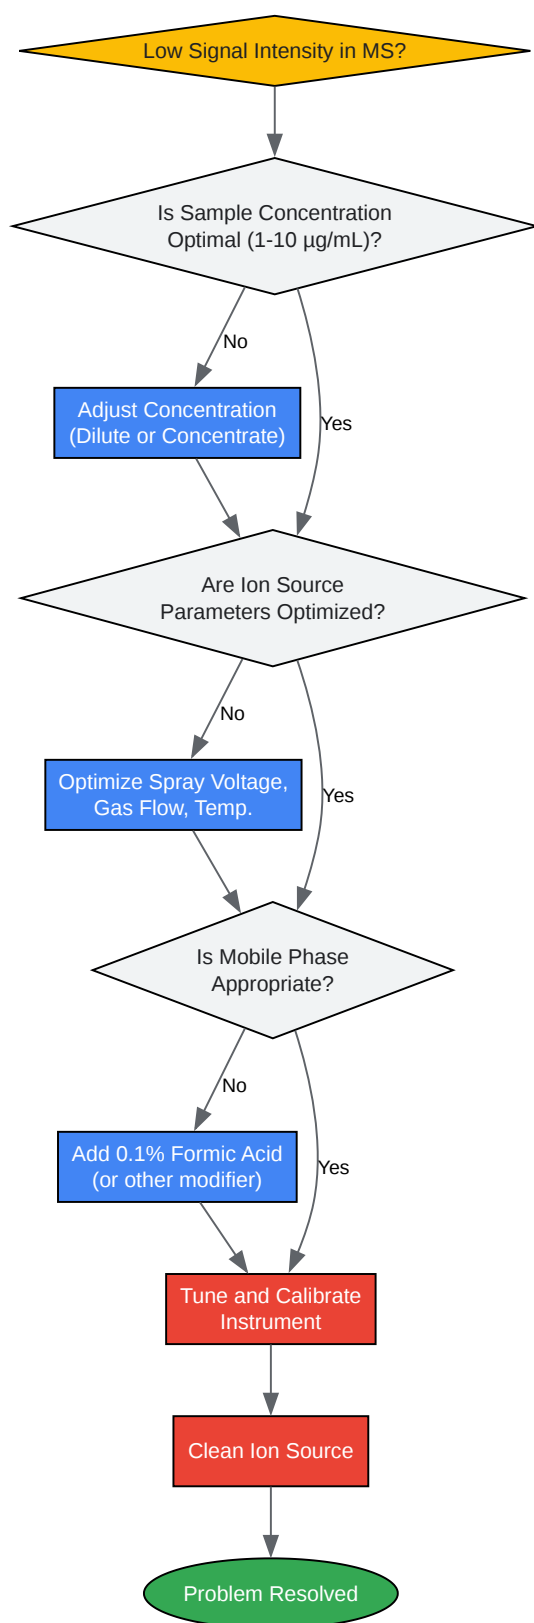 Low Signal Intensity in MS?
Is Sample Concentration
Optimal (1-10 µg/mL)?
No
Adjust Concentration
(Dilute or Concentrate)
Yes
Are Ion Source
Parameters Optimized?
No
Optimize Spray Voltage,
Gas Flow, Temp.
Yes
Is Mobile Phase
Appropriate?
No
Add 0.1% Formic Acid
(or other modifier)
Yes
Tune and Calibrate
Instrument
Clean Ion Source
Problem Resolved